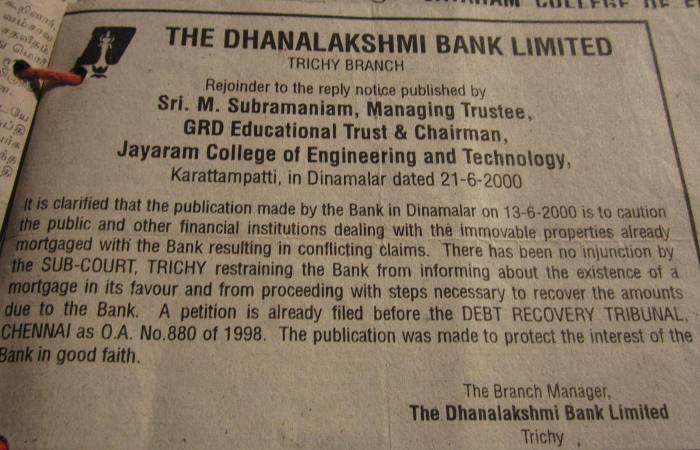 COLLEGE OF
THE DHANALAKSHMI BANK LIMITED
TRICHY BRANCH
Rejoinder to the reply notice published by
Sri. M. Subramaniam, Managing Trustee,
GRD Educational Trust & Chairman,
Jayaram College of Engineering and Technology,
Karattampatti, in Dinamalar dated 21-6-2000
It is clarified that the publication made by the Bank in Dinamalar on 13-6-2000 is to caution
the public and other financial institutions dealing with the immovable properties already
mortgaged with the Bank resulting in conflicting claims. There has been no injunction by
the SUB-COURT, TRICHY restraining the Bank from informing about the existence of a
mortgage in its favour and from proceeding with steps necessary to recover the amounts
due to the Bank. A petition is already filed before the DEBT RECOVERY TRIBUNAL,
CHENNAI as O.A. No.880 of 1998. The publication was made to protect the interest of the
Bank in good faith.
The Branch Manager,
The Dhanalakshmi Bank Limited
Trichy